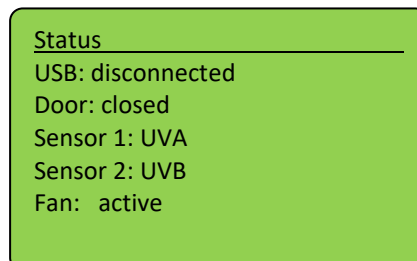 Status
USB: disconnected
Door: closed
Sensor 1: UVA
Sensor 2: UVB
Fan:   active